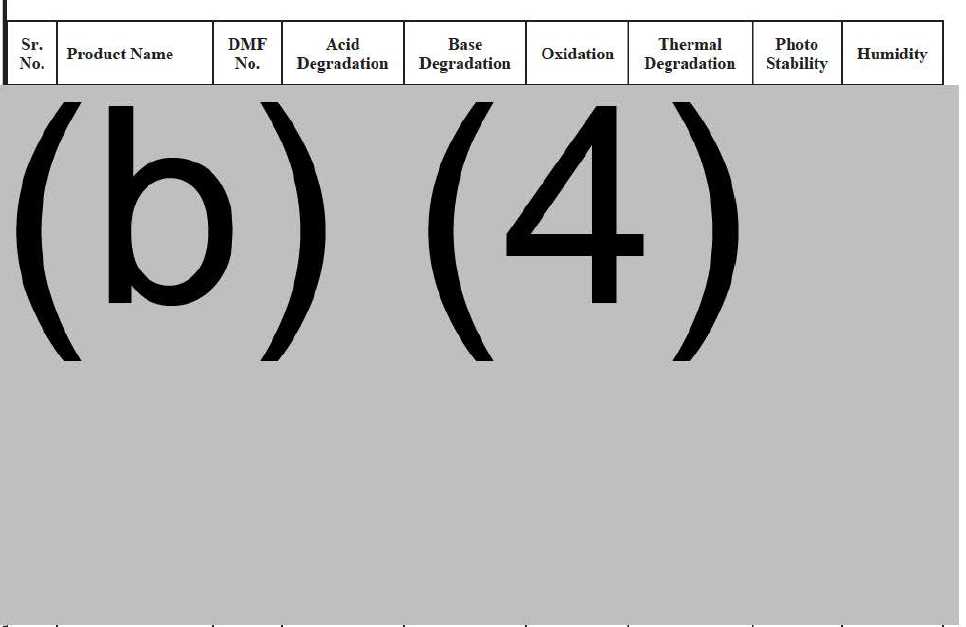 Sr. No. Product Name DMF No. Acid Degradation Base Degradation Oxidation Thermal Degradation Photo Stability Humidity
(b) (4)